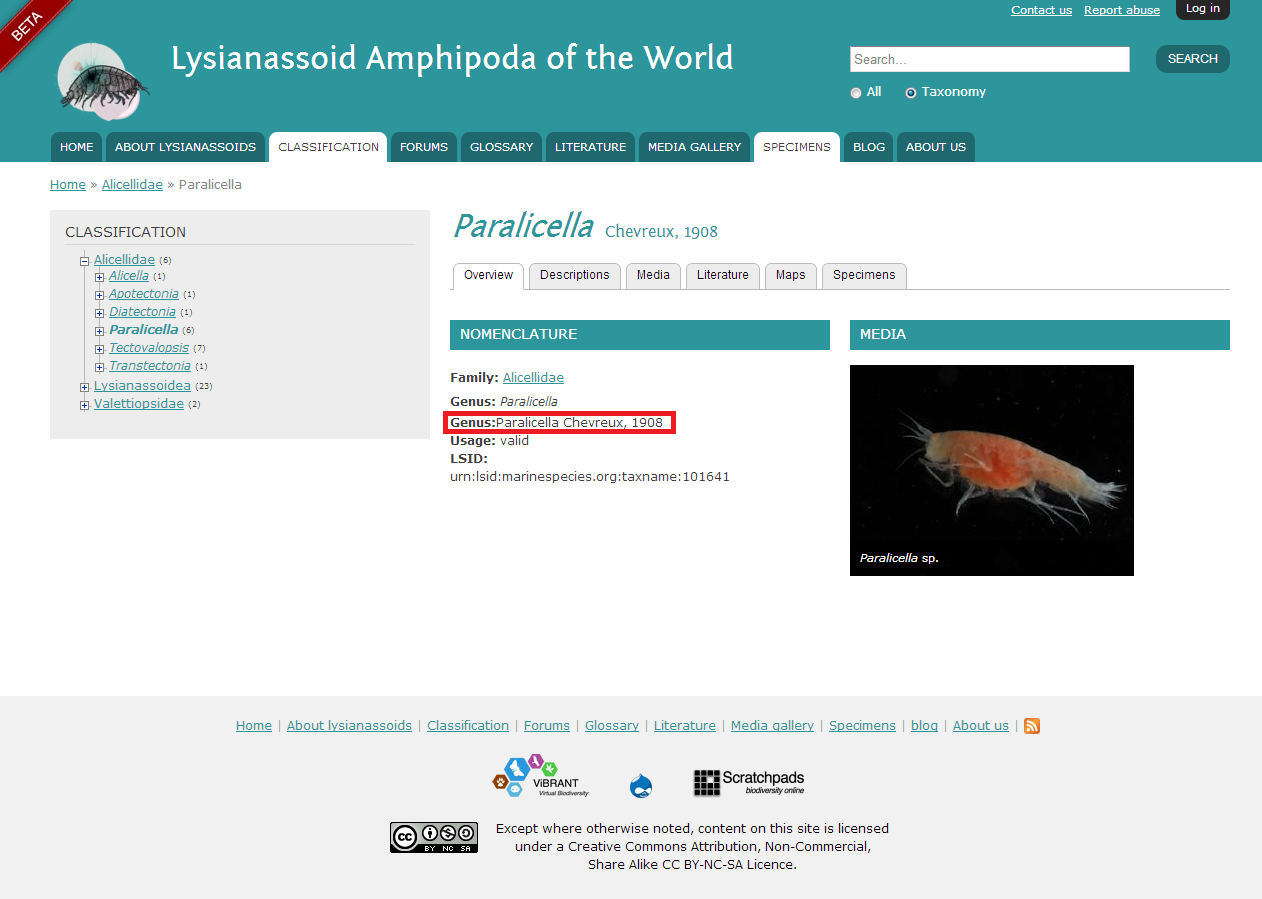 BETA
Contact us Report abuse Log in
Lysianassoid Amphipoda of the World
Search... SEARCH
All Taxonomy
HOME ABOUT LYSIANASSOIDS CLASSIFICATION FORUMS GLOSSARY LITERATURE MEDIA GALLERY SPECIMENS BLOG ABOUT US
Home » Alicellidae » Paralicella
CLASSIFICATION
Alicellidae (6)
Alicella (1)
Apotectonia (1)
Diatectonia (1)
Paralicella (6)
Tectovalopsis (7)
Transtectonia (1)
Lysianassoidea (23)
Valettiopsidae (2)
Paralicella Chevreux, 1908
Overview Descriptions Media Literature Maps Specimens
NOMENCLATURE
Family: Alicellidae
Genus: Paralicella
Genus:Paralicella Chevreux, 1908
Usage: valid
LSID:
urn:lsid:marinespecies.org:taxname:101641
MEDIA
Paralicella sp.
Home | About lysianassoids | Classification | Forums | Glossary | Literature | Media gallery | Specimens | blog | About us |
ViBRANT
Virtual Biodiversity
Scratchpads
biodiversity online
cc
BY NC SA
Except where otherwise noted, content on this site is licensed
under a Creative Commons Attribution, Non-Commercial,
Share Alike CC BY-NC-SA Licence.